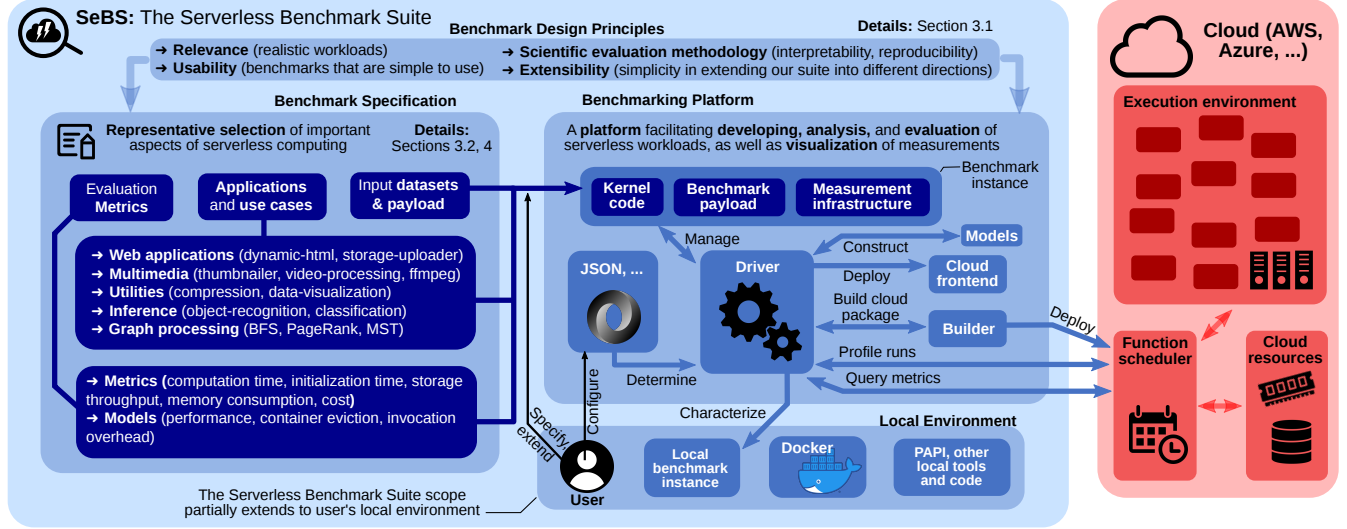 SeBS: The Serverless Benchmark Suite
Benchmark Design Principles
Details: Section 3.1
➜ Relevance (realistic workloads)
➜ Usability (benchmarks that are simple to use)
➜ Scientific evaluation methodology (interpretability, reproducibility)
➜ Extensibility (simplicity in extending our suite into different directions)
Benchmark Specification
Representative selection of important
aspects of serverless computing
Details:
Sections 3.2, 4
Evaluation
Metrics
Applications
and use cases
Input datasets
& payload
➜ Web applications (dynamic-html, storage-uploader)
➜ Multimedia (thumbnailer, video-processing, ffmpeg)
➜ Utilities (compression, data-visualization)
➜ Inference (object-recognition, classification)
➜ Graph processing (BFS, PageRank, MST)
➜ Metrics (computation time, initialization time, storage
throughput, memory consumption, cost)
➜ Models (performance, container eviction, invocation
overhead)
Benchmarking Platform
A platform facilitating developing, analysis, and evaluation of
serverless workloads, as well as visualization of measurements
Benchmark
instance
Kernel
code
Benchmark
payload
Measurement
infrastructure
Manage
Construct
Models
JSON, ...
Driver
Deploy
Cloud
frontend
Build cloud
package
Builder
Deploy
Profile runs
Determine
Query metrics
Configure
Specify,
extend
Characterize
User
Local Environment
Local
benchmark
instance
Docker
PAPI, other
local tools
and code
The Serverless Benchmark Suite scope
partially extends to user's local environment
Cloud (AWS,
Azure, ...)
Execution environment
Function
scheduler
Cloud
resources